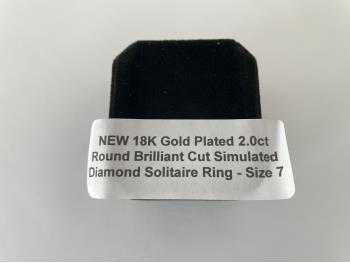 NEW 18K Gold Plated 2.0ct
Round Brilliant Cut Simulated
Diamond Solitaire Ring - Size 7